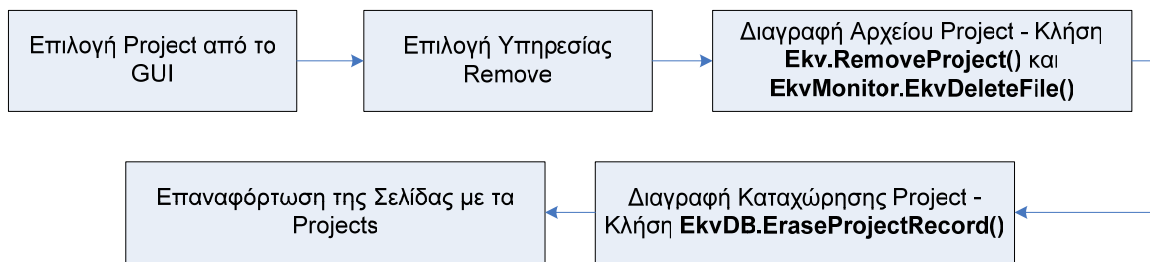 Επιλογή Project από το
GUI
Επιλογή Υπηρεσίας
Remove
Διαγραφή Αρχείου Project - Κλήση
Ekv.RemoveProject() και
EkvMonitor.EkvDeleteFile()
Διαγραφή Καταχώρησης Project -
Κλήση EkvDB.EraseProjectRecord()
Επαναφόρτωση της Σελίδας με τα
Projects